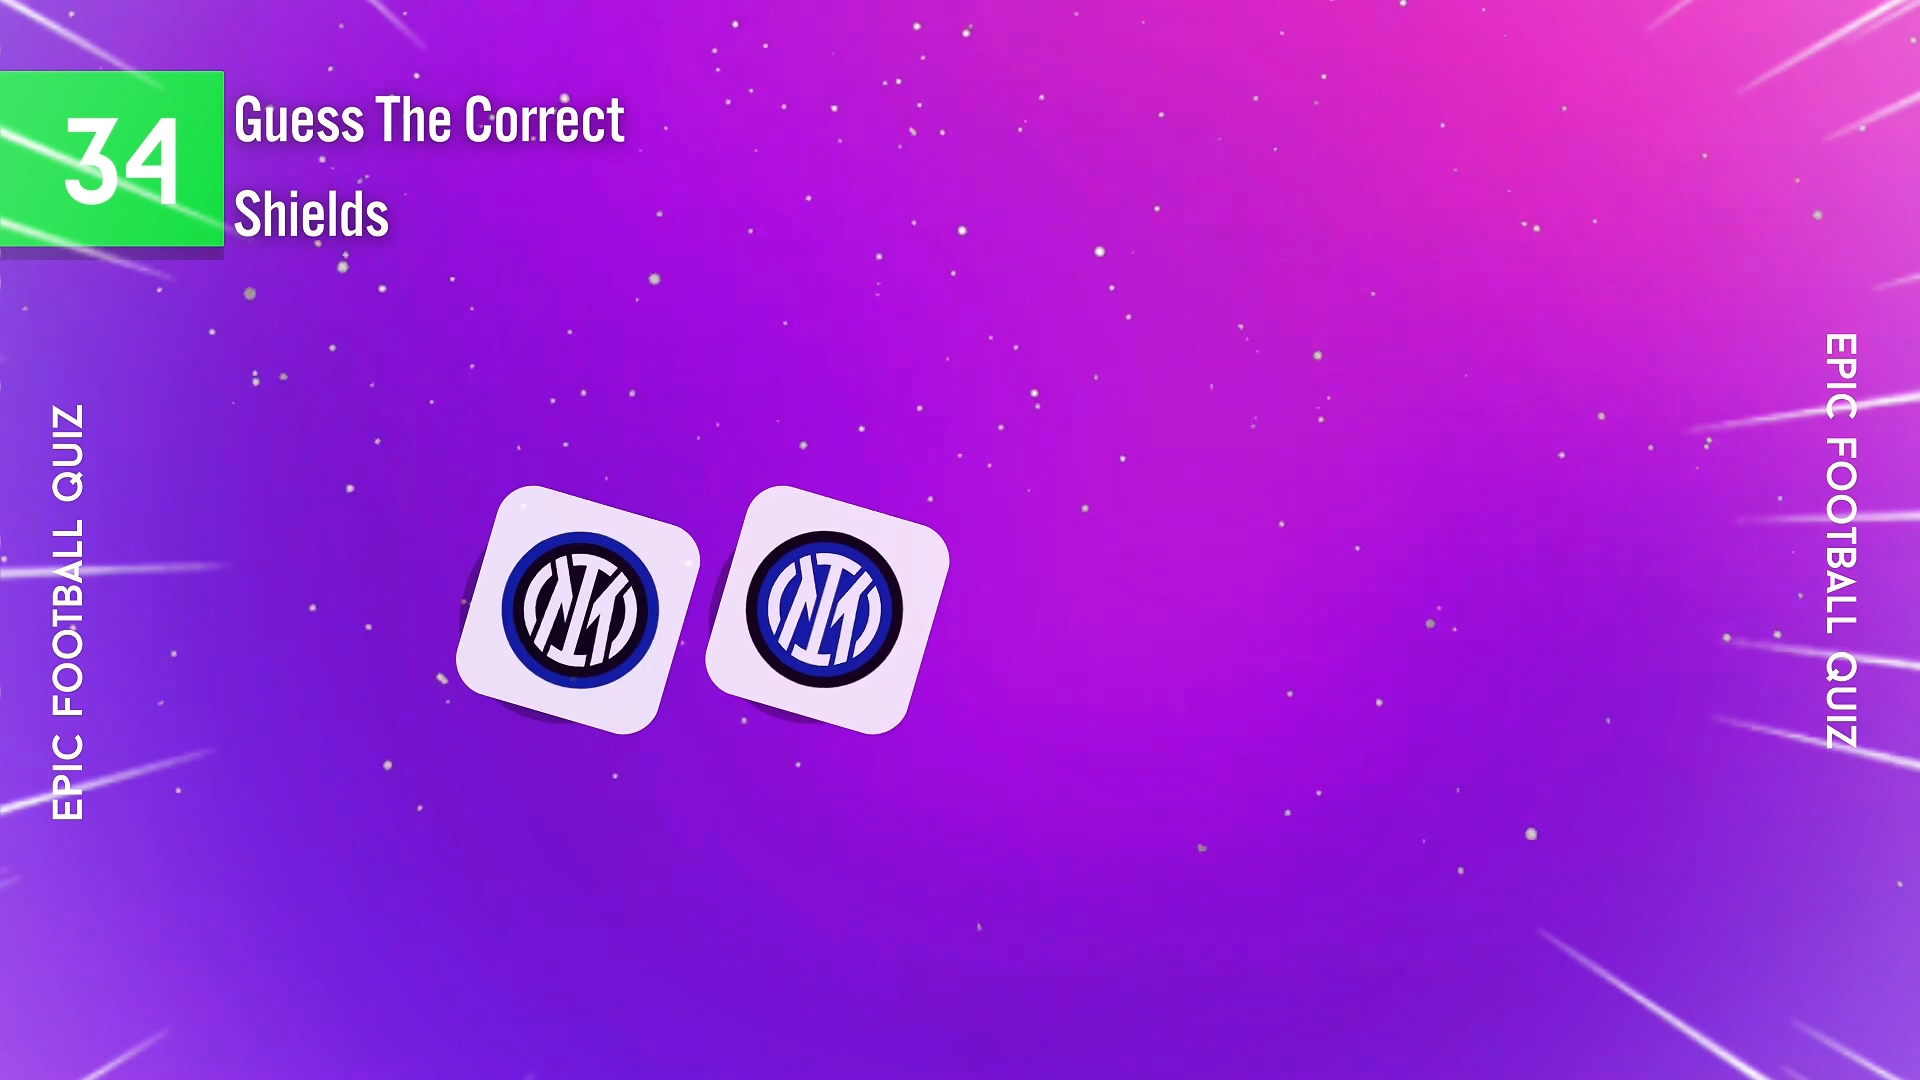 34
Guess The Correct
Shields
EPIC FOOTBALL QUIZ
EPIC FOOTBALL QUIZ